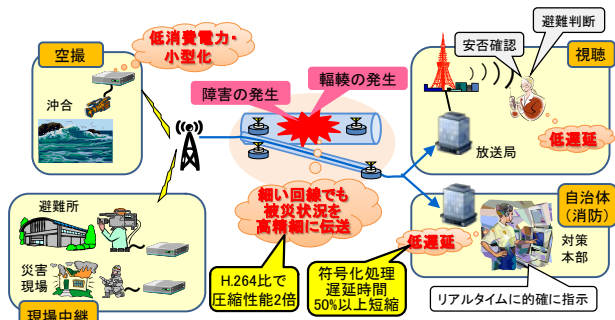 空撮
沖合
低消費電力・
小型化
障害の発生
輻輳の発生
避難判断
安否確認
視聴
放送局
低遅延
避難所
災害
現場
現場中継
細い回線でも
被災状況を
高精細に伝送
H.264比で
圧縮性能2倍
符号化処理
遅延時間
50%以上短縮
低遅延
自治体
(消防)
対策
本部
リアルタイムに的確に指示